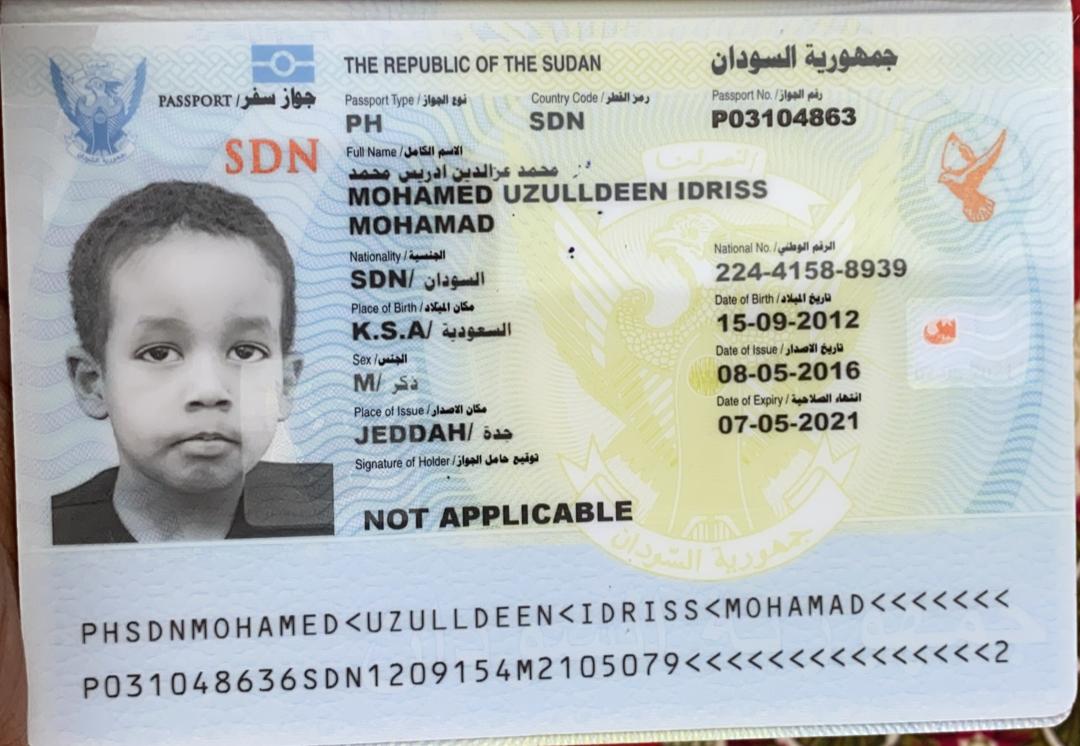 THE REPUBLIC OF THE SUDAN جمهورية السودان
PASSPORT / جواز سفر
Passport Type / نوع الجواز Country Code / رمز القطر Passport No. / رقم الجواز
PH SDN P03104863
SDN
Full Name / الاسم الكامل
محمد عزالدين ادريس محمد
MOHAMED UZULLDEEN IDRISS
MOHAMAD
Nationality / الجنسية National No. / الرقم الوطني
SDN/ السودان 224-4158-8939
Place of Birth / مكان الميلاد Date of Birth / تاريخ الميلاد
K.S.A/ السعودية 15-09-2012
Sex / الجنس Date of Issue / تاريخ الاصدار
M/ ذكر 08-05-2016
Place of Issue / مكان الاصدار Date of Expiry / انتهاء الصلاحية
JEDDAH/ جدة 07-05-2021
Signature of Holder / توقيع حامل الجواز
NOT APPLICABLE
النصر لنا
جمهورية السودان
س
PHSDNMOHAMED<UZULLDEEN<IDRISS<MOHAMAD<<<<<<<
P031048636SDN1209154M2105079<<<<<<<<<<<<<<<2